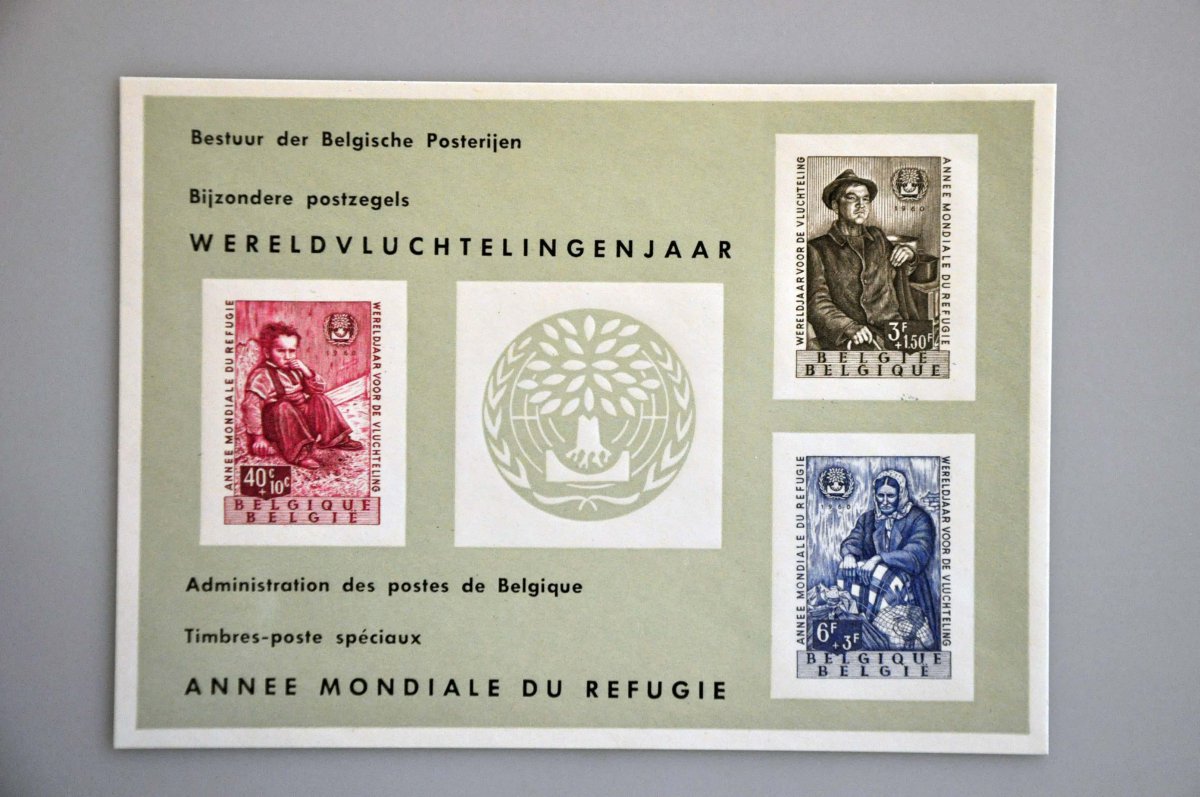 Bestuur der Belgische Posterijen
Bijzondere postzegels
WERELDVLUCHTELINGENJAAR
WERELDJAAR VOOR DE VLUCHTELING
1960
ANNEE MONDIALE DU REFUGIE
3F
+1.50F
BELGIE
BELGIQUE
ANNEE MONDIALE DU REFUGIE
1960
WERELDJAAR VOOR DE VLUCHTELING
40c
+10c
BELGIQUE
BELGIE
ANNEE MONDIALE DU REFUGIE
1960
WERELDJAAR VOOR DE VLUCHTELING
6F
+3F
BELGIQUE
BELGIE
Administration des postes de Belgique
Timbres-poste spéciaux
ANNEE MONDIALE DU REFUGIE